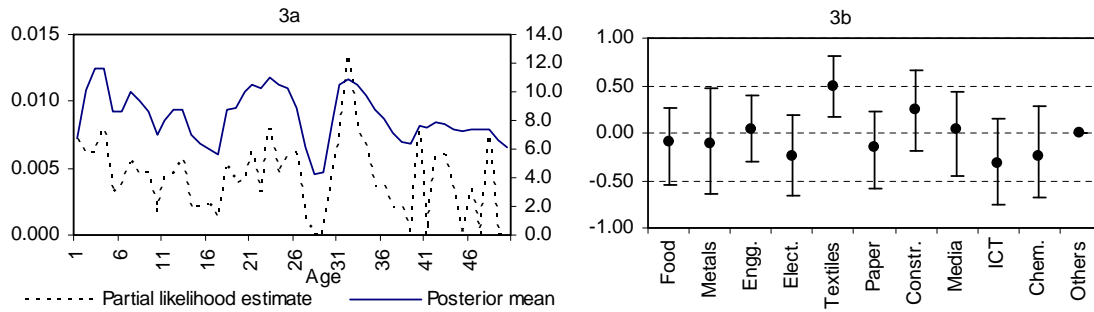 3a
0.015
0.010
0.005
0.000
14.0
12.0
10.0
8.0
6.0
4.0
2.0
0.0
1 6 11 16 21 26 31 36 41 46
Age
Partial likelihood estimate Posterior mean
3b
1.00
0.50
0.00
-0.50
-1.00
Food Metals Engg. Elect. Textiles Paper Constr. Media ICT Chem. Others